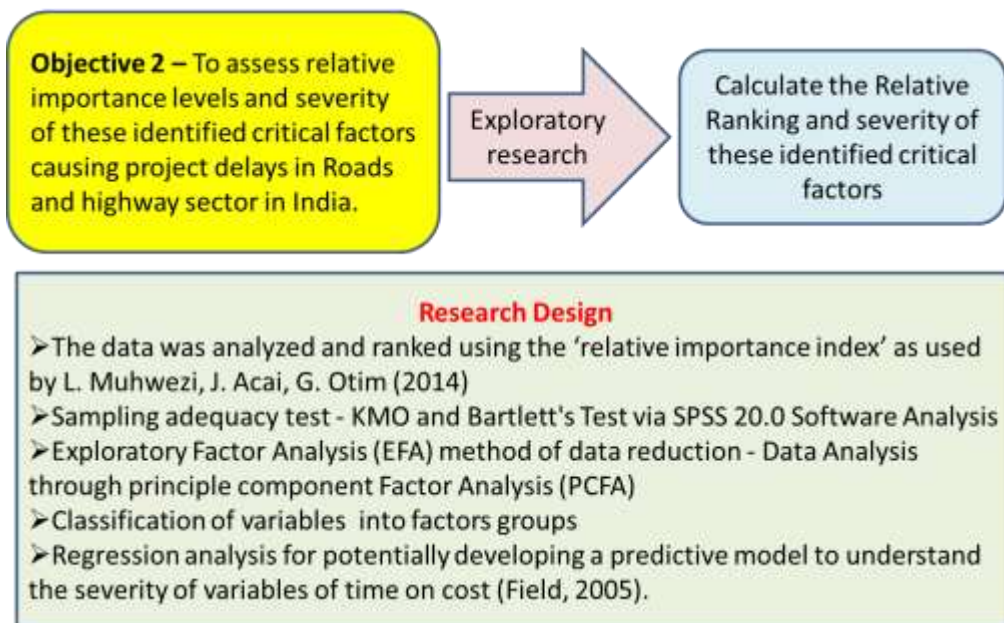 Objective 2 – To assess relative
importance levels and severity
of these identified critical factors
causing project delays in Roads
and highway sector in India.
Exploratory
research
Calculate the Relative
Ranking and severity of
these identified critical
factors
Research Design
➢The data was analyzed and ranked using the ‘relative importance index’ as used
by L. Muhwezi, J. Acai, G. Otim (2014)
➢Sampling adequacy test - KMO and Bartlett's Test via SPSS 20.0 Software Analysis
➢Exploratory Factor Analysis (EFA) method of data reduction - Data Analysis
through principle component Factor Analysis (PCFA)
➢Classification of variables into factors groups
➢Regression analysis for potentially developing a predictive model to understand
the severity of variables of time on cost (Field, 2005).